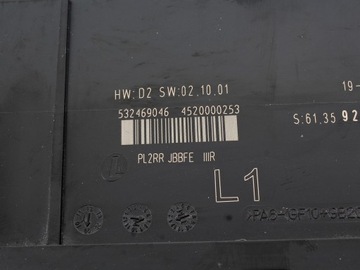 HW:D2 SW:02.10.01
19-
532469046 4520000253
S:61.35 92
PL2RR JBBFE IIIR
L1